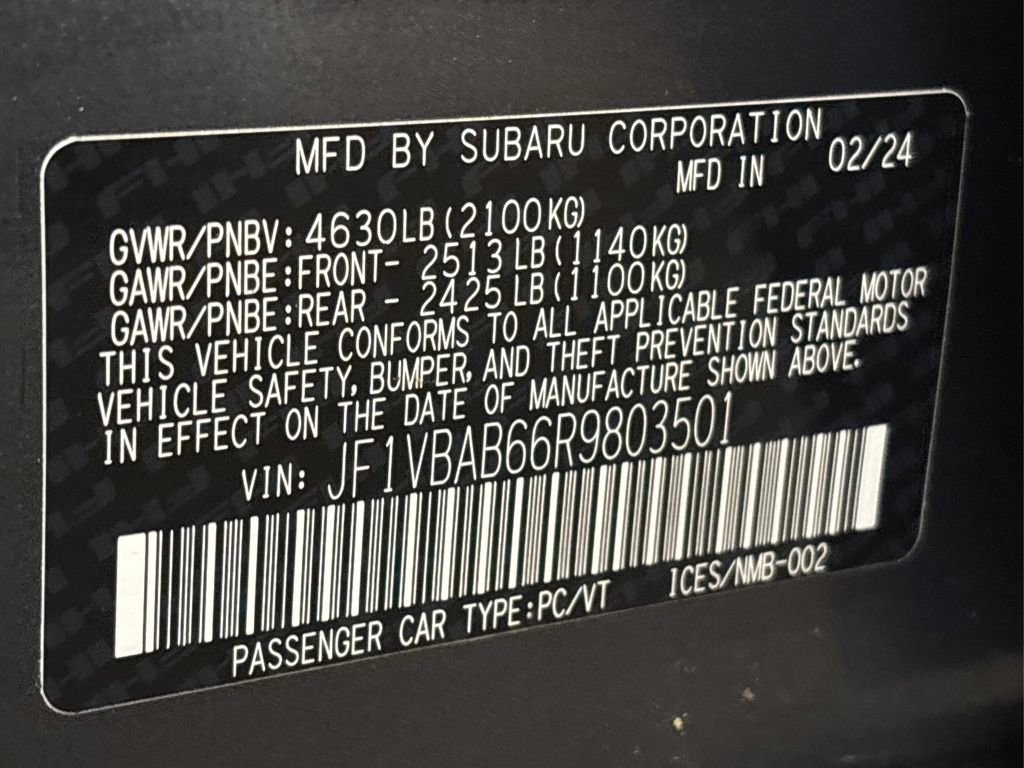 MFD BY SUBARU CORPORATION
MFD IN 02/24
GVWR/PNBV: 4630LB (2100KG)
GAWR/PNBE:FRONT- 2513 LB (1140KG)
GAWR/PNBE:REAR - 2425 LB (1100KG)
THIS VEHICLE CONFORMS TO ALL APPLICABLE FEDERAL MOTOR
VEHICLE SAFETY, BUMPER, AND THEFT PREVENTION STANDARDS
IN EFFECT ON THE DATE OF MANUFACTURE SHOWN ABOVE.
VIN: JF1VBAB66R9803501
PASSENGER CAR TYPE:PC/VT ICES/NMB-002